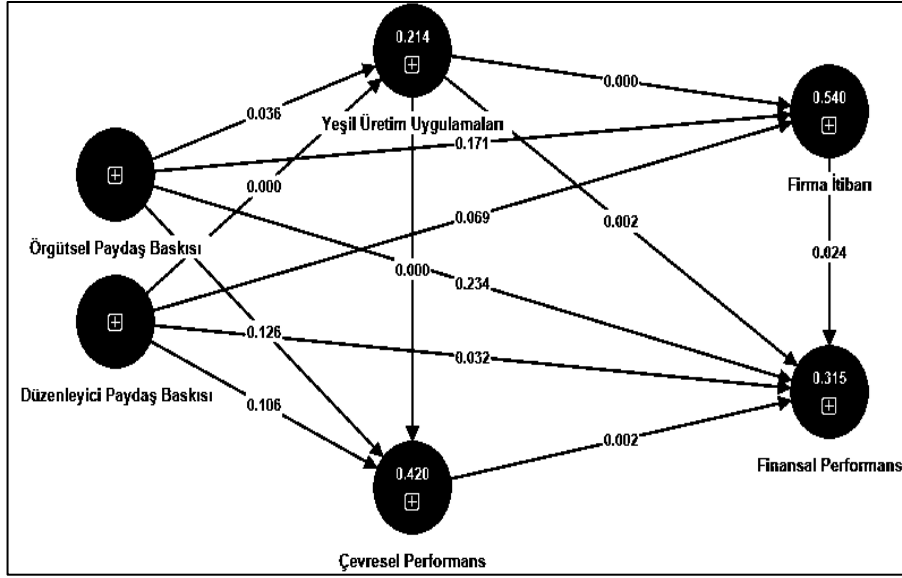 0.214
0.000
0.540
0.036
Yeşil Üretim Uygulamaları
0.171
Firma İtibarı
0.000
0.069
0.002
Örgütsel Paydaş Baskısı
0.000
0.234
0.024
0.126
0.032
0.315
Düzenleyici Paydaş Baskısı
0.106
0.002
0.420
Finansal Performans
Çevresel Performans